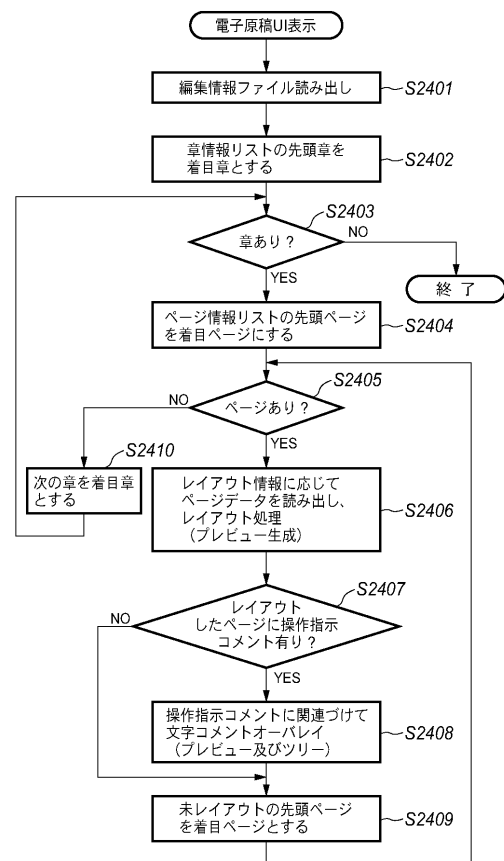 電子原稿UI表示
編集情報ファイル読み出し
S2401
章情報リストの先頭章を
着目章とする
S2402
S2403
章あり？
NO
YES
終 了
ページ情報リストの先頭ページ
を着目ページにする
S2404
S2405
ページあり？
NO
YES
S2410
次の章を着目章
とする
レイアウト情報に応じて
ページデータを読み出し、
レイアウト処理
（プレビュー生成）
S2406
S2407
レイアウト
したページに操作指示
コメント有り？
NO
YES
操作指示コメントに関連づけて
文字コメントオーバレイ
（プレビュー及びツリー）
S2408
未レイアウトの先頭ページ
を着目ページとする
S2409